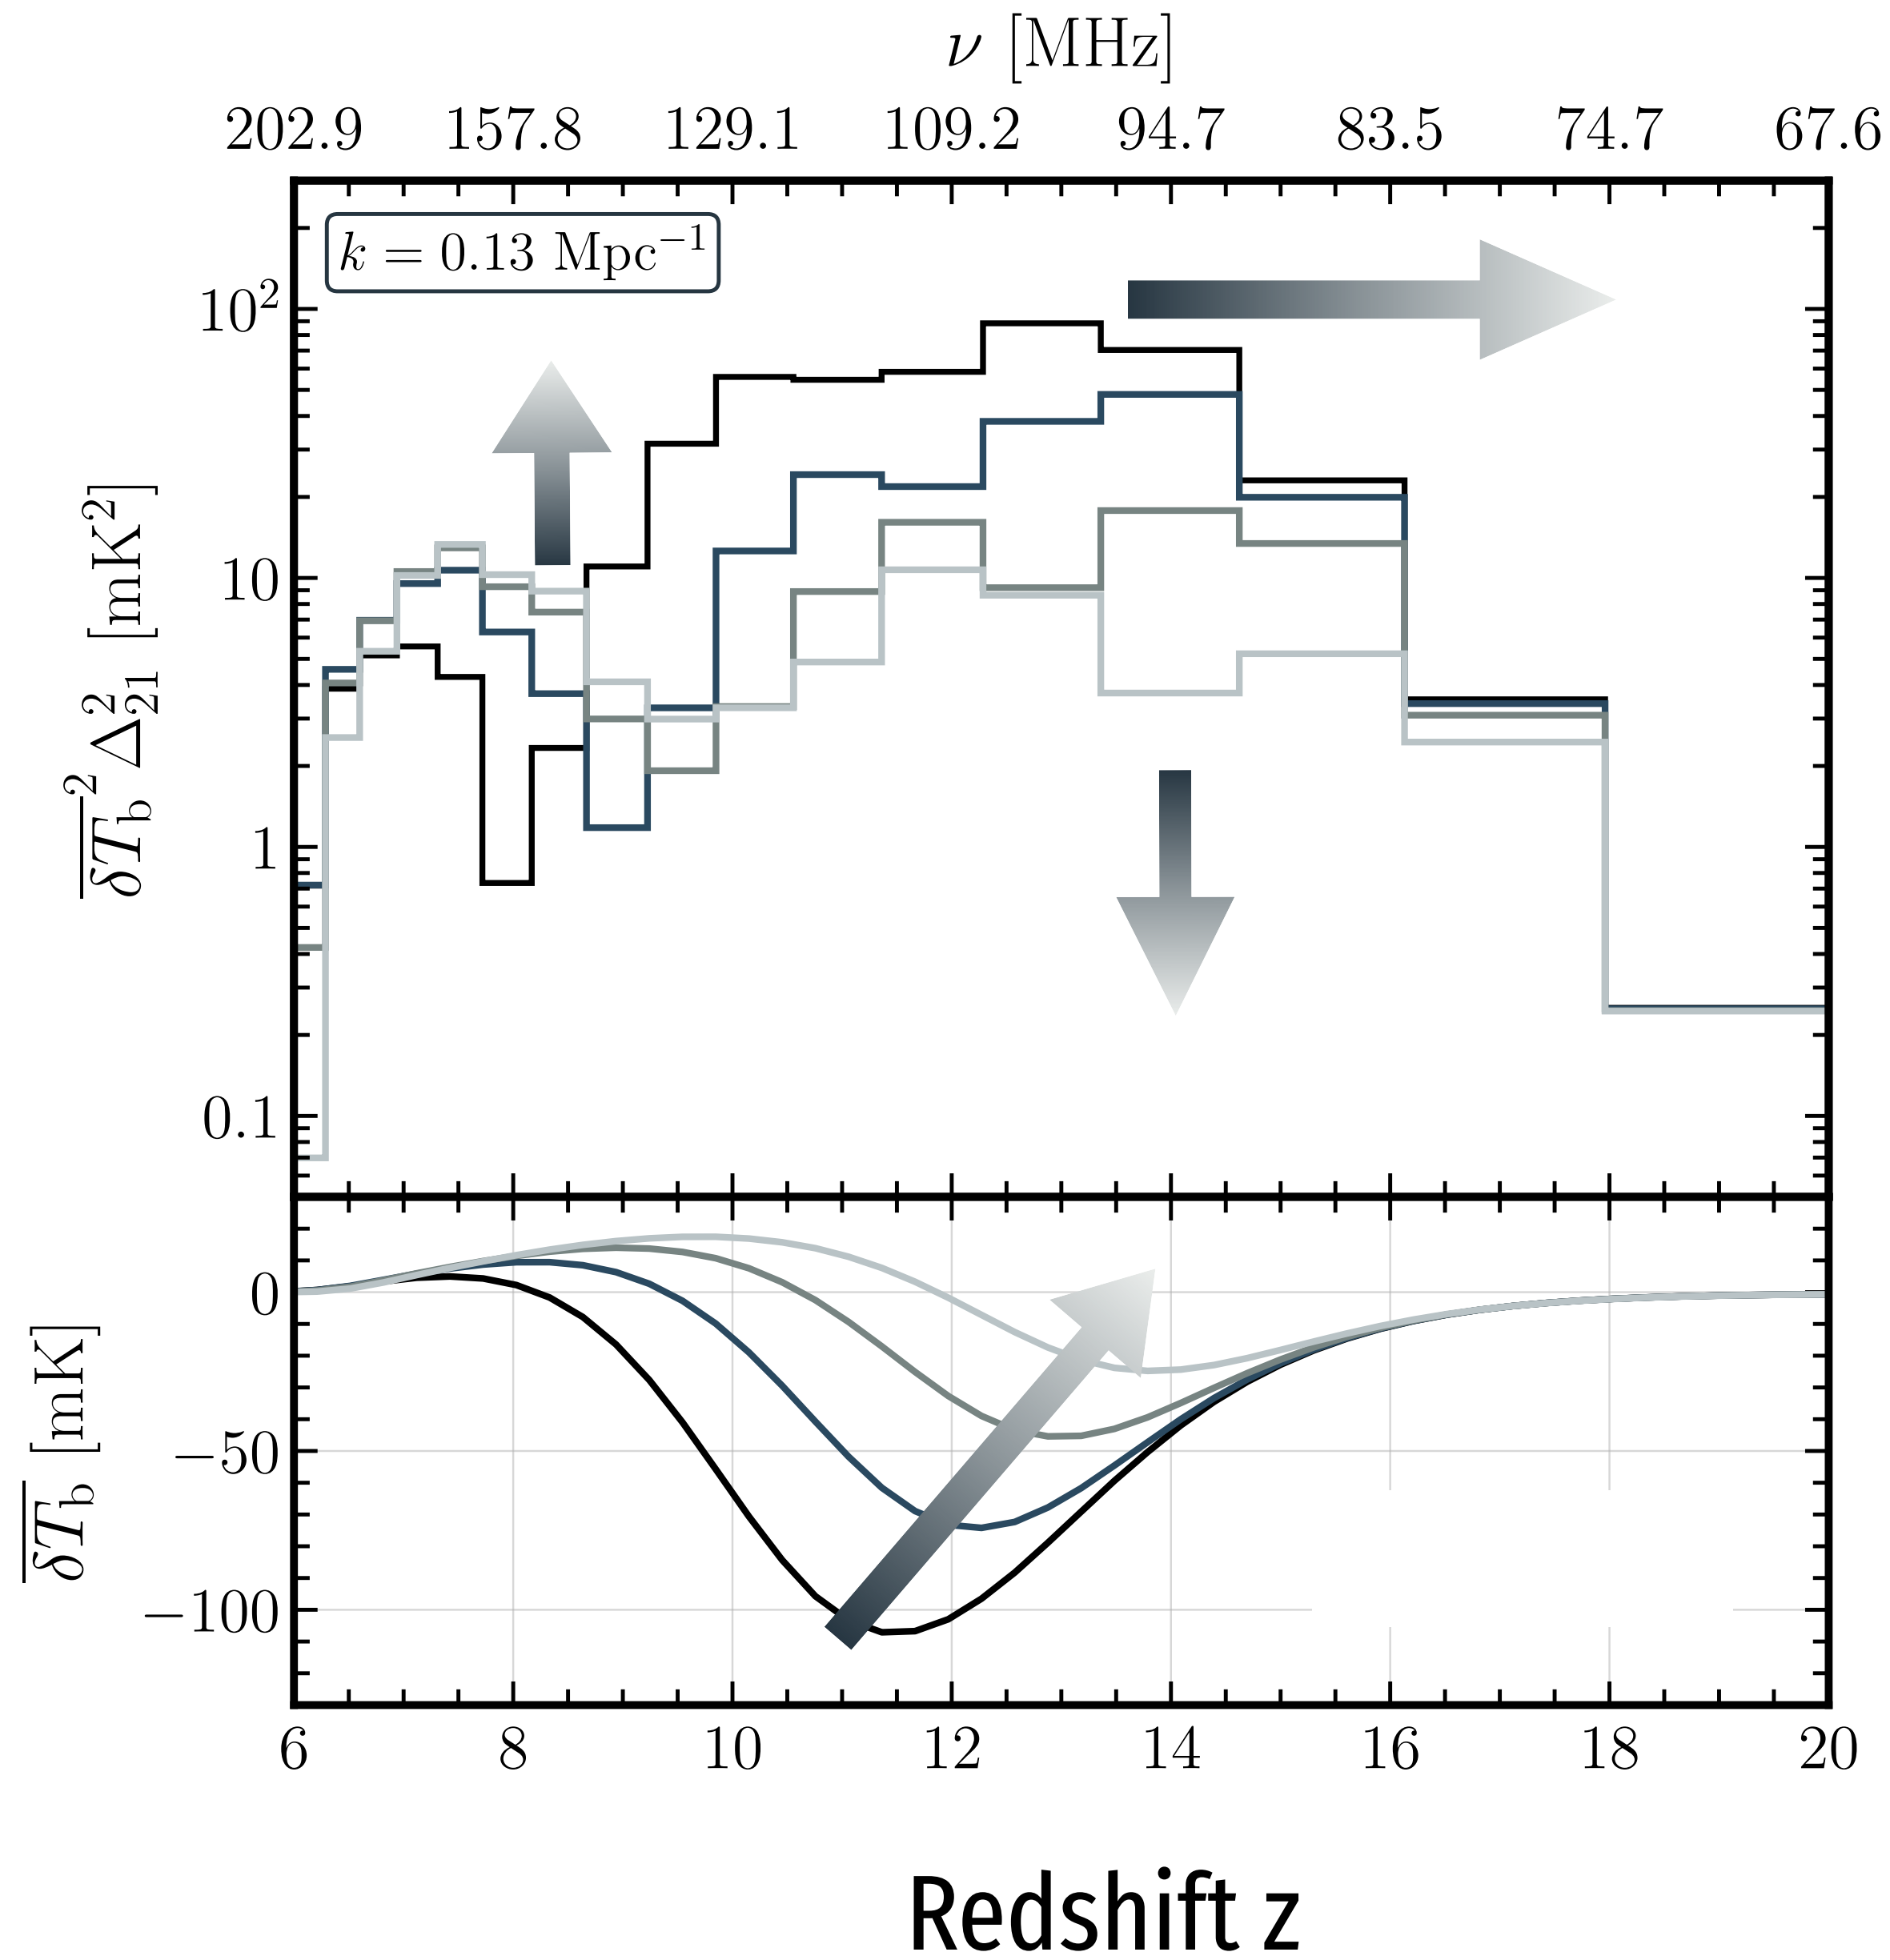 ν [MHz]
202.9 157.8 129.1 109.2 94.7 83.5 74.7 67.6
k = 0.13 Mpc⁻¹
10²
10
1
0.1
δT̅_b² Δ²₂₁ [mK²]
0
−50
−100
δT̅_b [mK]
6 8 10 12 14 16 18 20
Redshift z